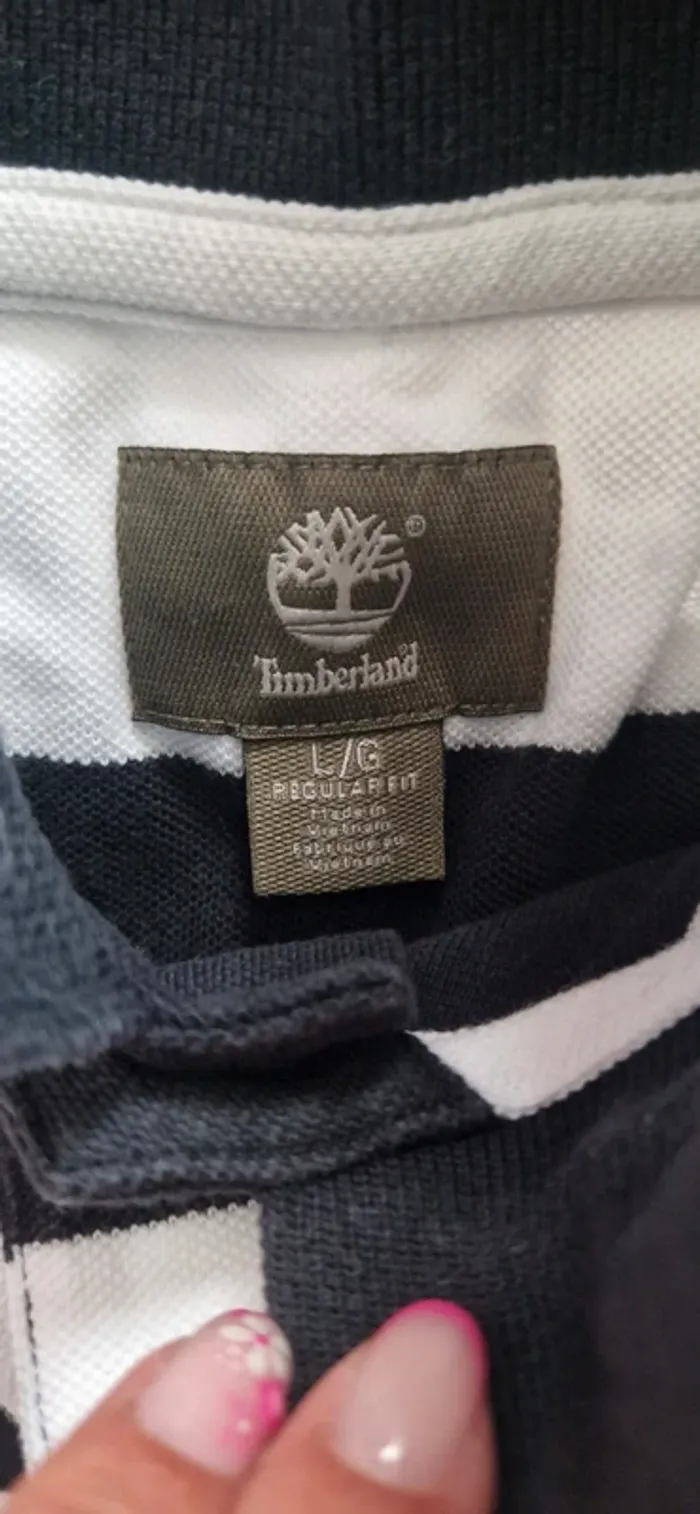 ®
Timberland®
L/G
REGULAR FIT
Made in
Vietnam
Fabriqué au
Vietnam